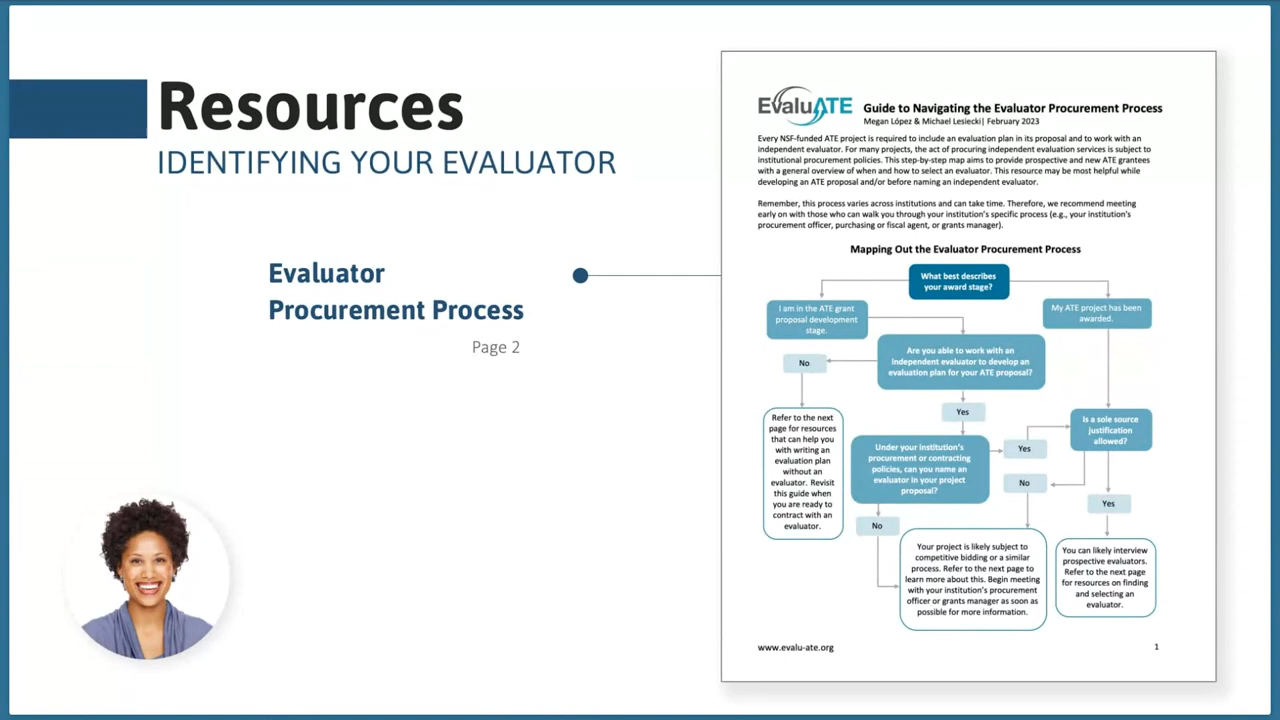 Resources
IDENTIFYING YOUR EVALUATOR
Evaluator
Procurement Process
Page 2
EvaluATE
Guide to Navigating the Evaluator Procurement Process
Megan López & Michael Lesiecki| February 2023
Every NSF-funded ATE project is required to include an evaluation plan in its proposal and to work with an
independent evaluator. For many projects, the act of procuring independent evaluation services is subject to
institutional procurement policies. This step-by-step map aims to provide prospective and new ATE grantees
with a general overview of when and how to select an evaluator. This resource may be most helpful while
developing an ATE proposal and/or before naming an independent evaluator.
Remember, this process varies across institutions and can take time. Therefore, we recommend meeting
early on with those who can walk you through your institution's specific process (e.g., your institution's
procurement officer, purchasing or fiscal agent, or grants manager).
Mapping Out the Evaluator Procurement Process
What best describes
your award stage?
I am in the ATE grant
proposal development
stage.
My ATE project has been
awarded.
Are you able to work with an
independent evaluator to develop an
evaluation plan for your ATE proposal?
No
Yes
Refer to the next
page for resources
that can help you
with writing an
evaluation plan
without an
evaluator. Revisit
this guide when
you are ready to
contract with an
evaluator.
Under your institution's
procurement or contracting
policies, can you name an
evaluator in your project
proposal?
Yes
Is a sole source
justification
allowed?
No
Yes
No
Your project is likely subject to
competitive bidding or a similar
process. Refer to the next page to
learn more about this. Begin meeting
with your institution's procurement
officer or grants manager as soon as
possible for more information.
You can likely interview
prospective evaluators.
Refer to the next page
for resources on finding
and selecting an
evaluator.
www.evalu-ate.org
1